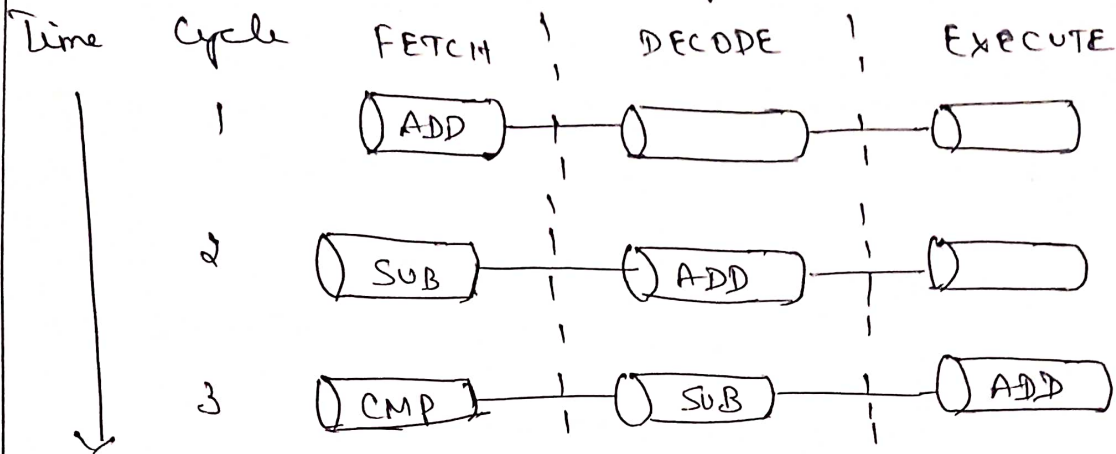 Time Cycle FETCH DECODE EXECUTE
1 ADD
2 SUB ADD
3 CMP SUB ADD